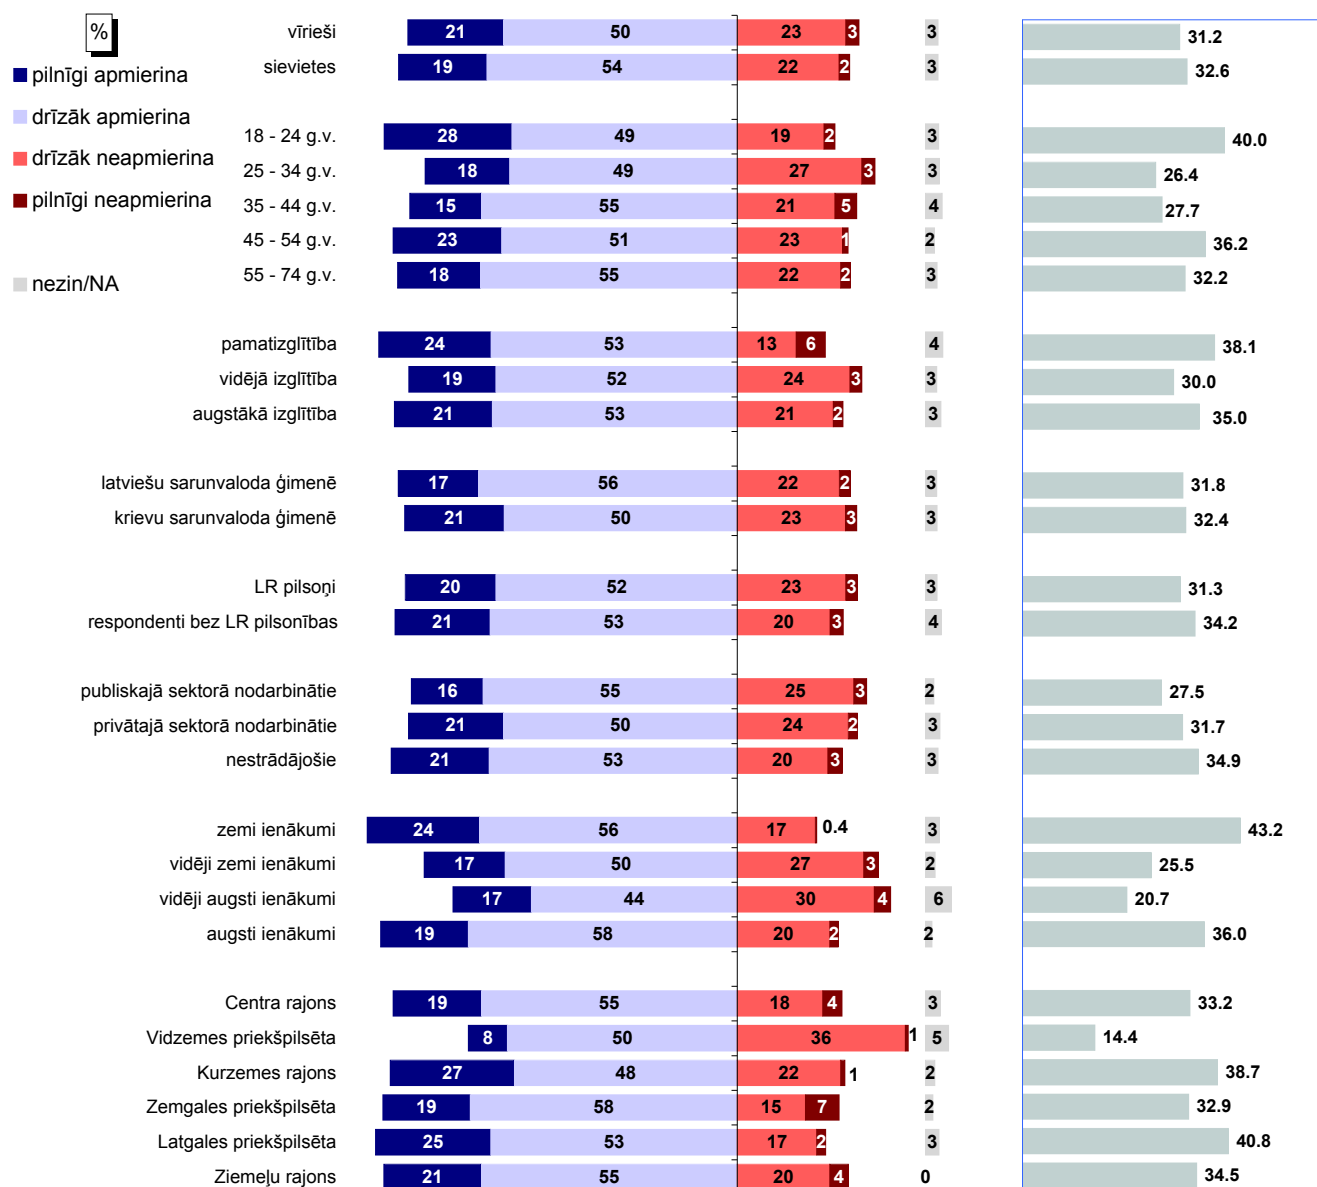 %
pilnīgi apmierina
drīzāk apmierina
drīzāk neapmierina
pilnīgi neapmierina
nezin/NA
vīrieši 21 50 23 3 3 31.2
sievietes 19 54 22 2 3 32.6
18 - 24 g.v. 28 49 19 2 3 40.0
25 - 34 g.v. 18 49 27 3 3 26.4
35 - 44 g.v. 15 55 21 5 4 27.7
45 - 54 g.v. 23 51 23 1 2 36.2
55 - 74 g.v. 18 55 22 2 3 32.2
pamatizglītība 24 53 13 6 4 38.1
vidējā izglītība 19 52 24 3 3 30.0
augstākā izglītība 21 53 21 2 3 35.0
latviešu sarunvaloda ģimenē 17 56 22 2 3 31.8
krievu sarunvaloda ģimenē 21 50 23 3 3 32.4
LR pilsoņi 20 52 23 3 3 31.3
respondenti bez LR pilsonības 21 53 20 3 4 34.2
publiskajā sektorā nodarbinātie 16 55 25 3 2 27.5
privātajā sektorā nodarbinātie 21 50 24 2 3 31.7
nestrādājošie 21 53 20 3 3 34.9
zemi ienākumi 24 56 17 0.4 3 43.2
vidēji zemi ienākumi 17 50 27 3 2 25.5
vidēji augsti ienākumi 17 44 30 4 6 20.7
augsti ienākumi 19 58 20 2 2 36.0
Centra rajons 19 55 18 4 3 33.2
Vidzemes priekšpilsēta 8 50 36 1 5 14.4
Kurzemes rajons 27 48 22 1 2 38.7
Zemgales priekšpilsēta 19 58 15 7 2 32.9
Latgales priekšpilsēta 25 53 17 2 3 40.8
Ziemeļu rajons 21 55 20 4 0 34.5